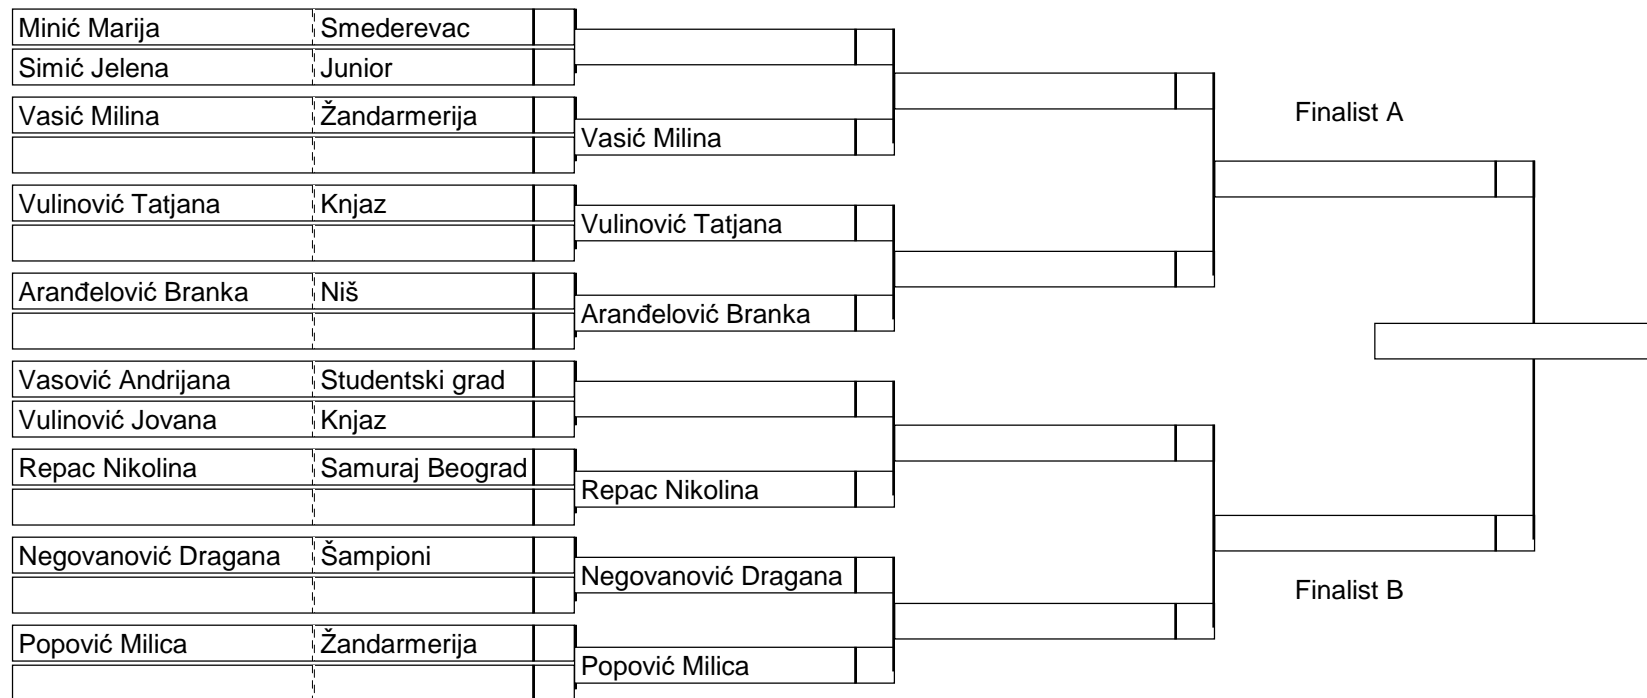 Minić Marija Smederevac
Simić Jelena Junior
Vasić Milina Žandarmerija
Vulinović Tatjana Knjaz
Aranđelović Branka Niš
Vasović Andrijana Studentski grad
Vulinović Jovana Knjaz
Repac Nikolina Samuraj Beograd
Negovanović Dragana Šampioni
Popović Milica Žandarmerija
Vasić Milina
Vulinović Tatjana
Aranđelović Branka
Repac Nikolina
Negovanović Dragana
Popović Milica
Finalist A
Finalist B